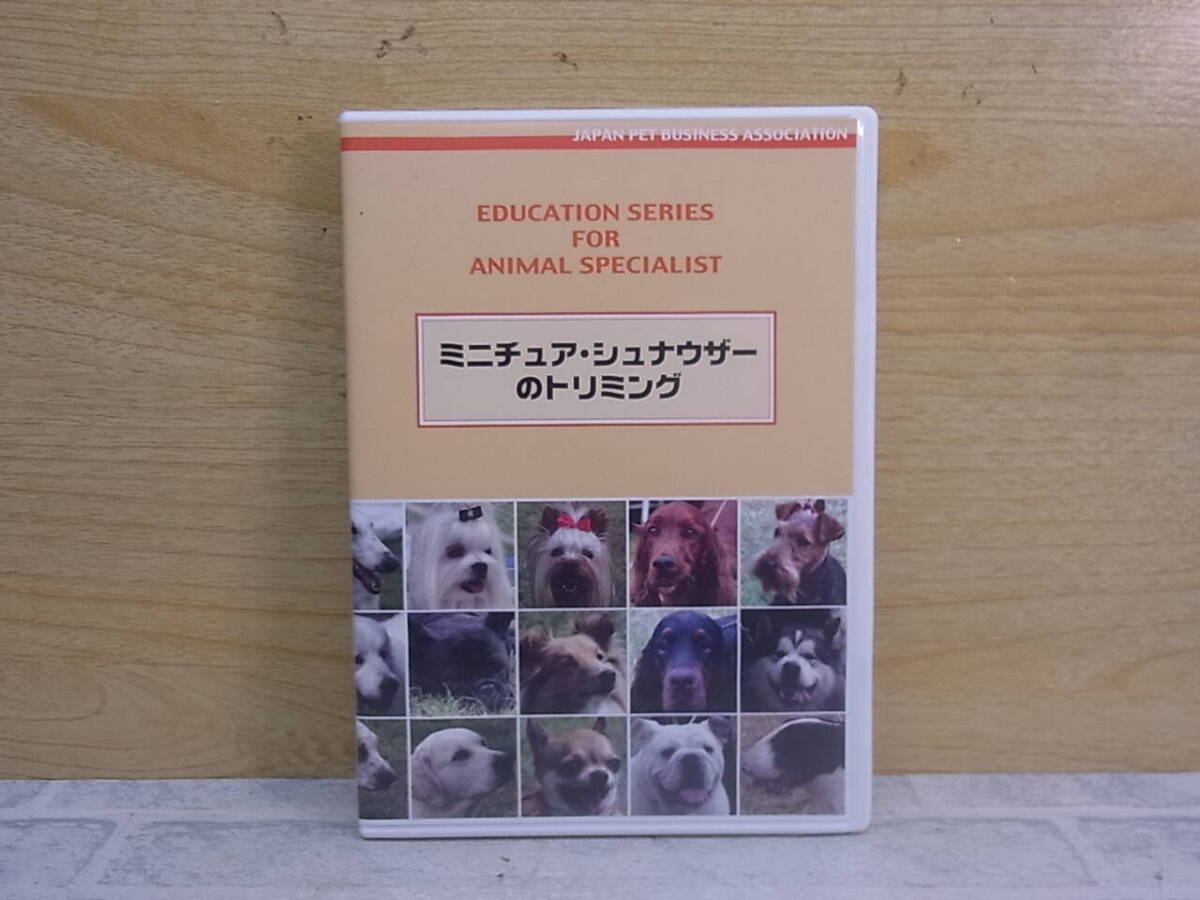 JAPAN PET BUSINESS ASSOCIATION
EDUCATION SERIES
FOR
ANIMAL SPECIALIST
ミニチュア・シュナウザー
のトリミング